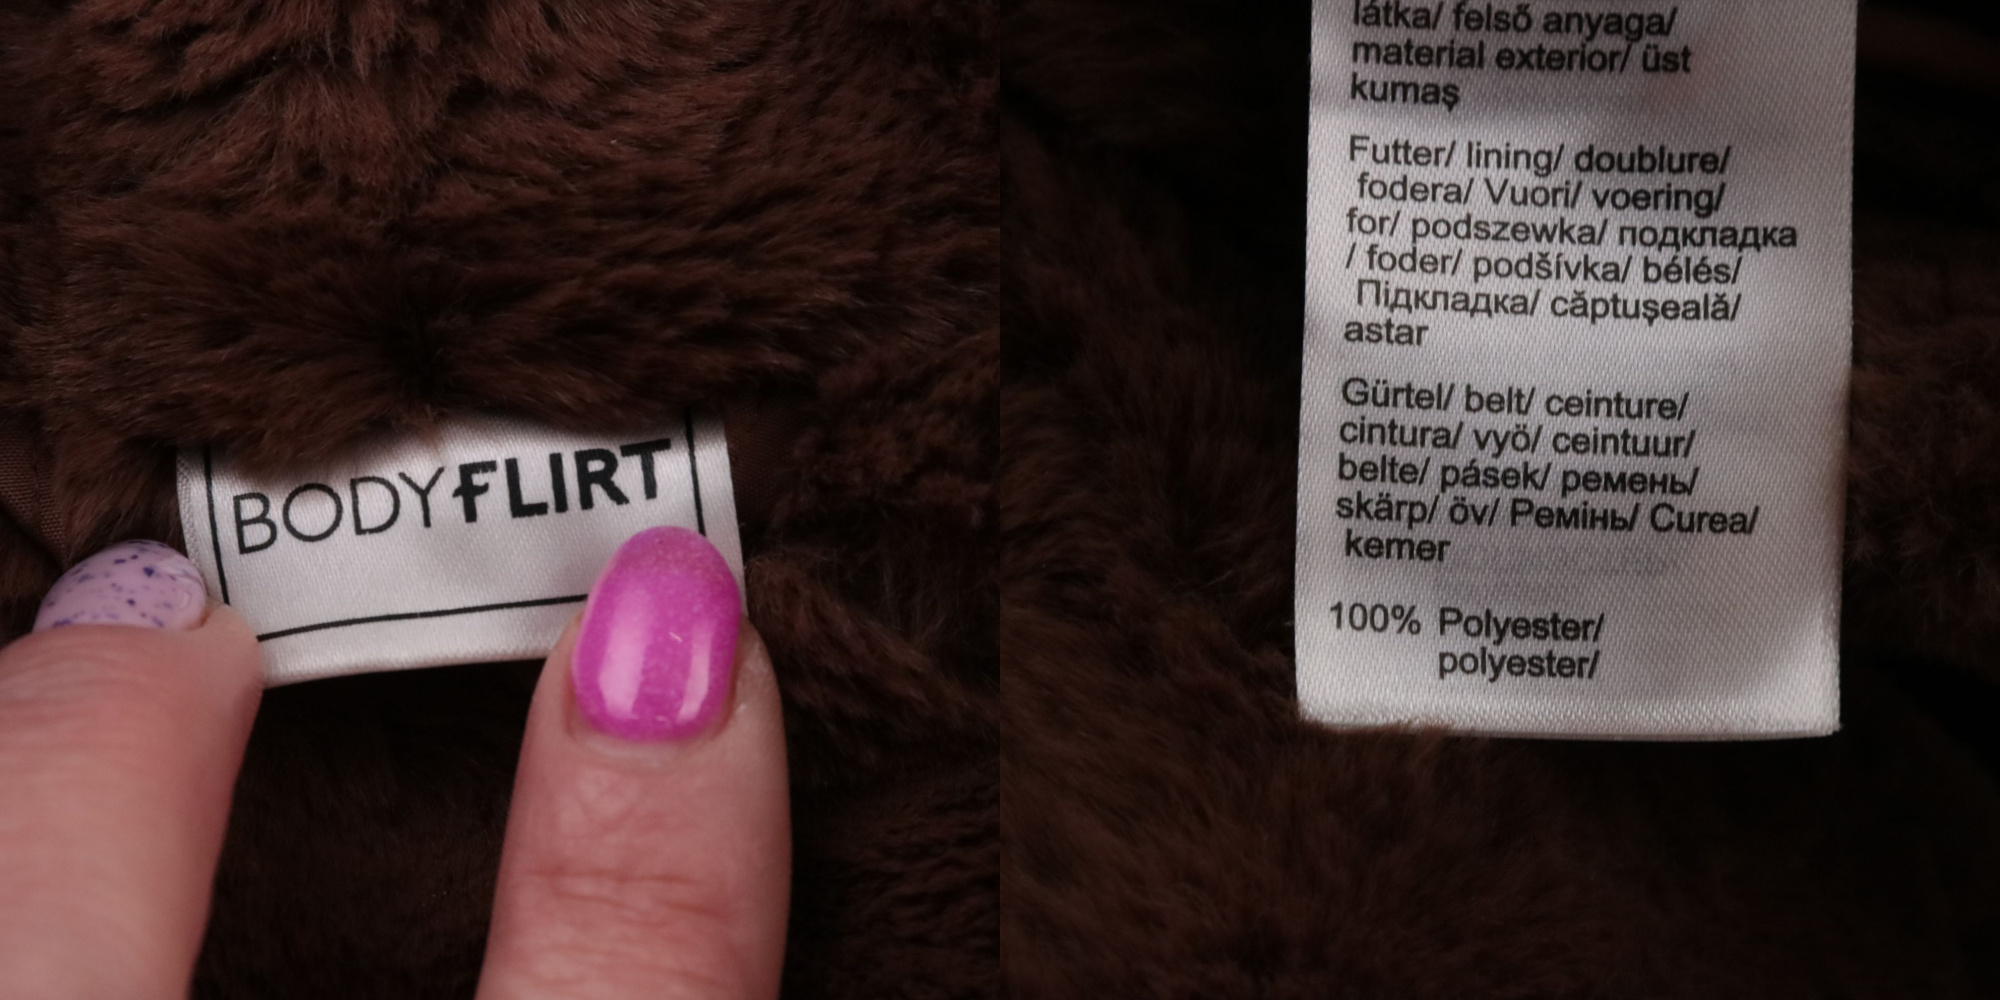 BODYFLIRT
látka/ felső anyaga/
material exterior/ üst
kumaş
Futter/ lining/ doublure/
fodera/ Vuori/ voering/
for/ podszewka/ подкладка
/ foder/ podšívka/ bélés/
Підкладка/ căptuşeală/
astar
Gürtel/ belt/ ceinture/
cintura/ vyö/ ceintuur/
belte/ pásek/ ремень/
skärp/ öv/ Ремінь/ Curea/
kemer
100% Polyester/
polyester/